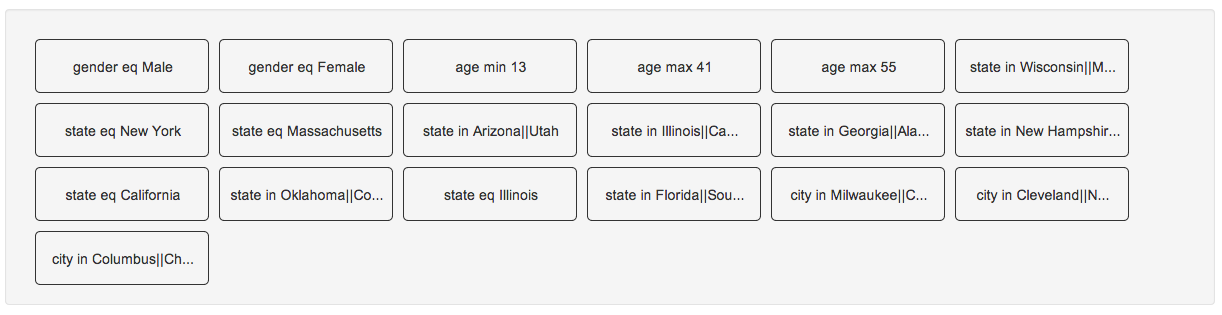 gender eq Male
gender eq Female
age min 13
age max 41
age max 55
state in Wisconsin||M...
state eq New York
state eq Massachusetts
state in Arizona||Utah
state in Illinois||Ca...
state in Georgia||Ala...
state in New Hampshir...
state eq California
state in Oklahoma||Co...
state eq Illinois
state in Florida||Sou...
city in Milwaukee||C...
city in Cleveland||N...
city in Columbus||Ch...